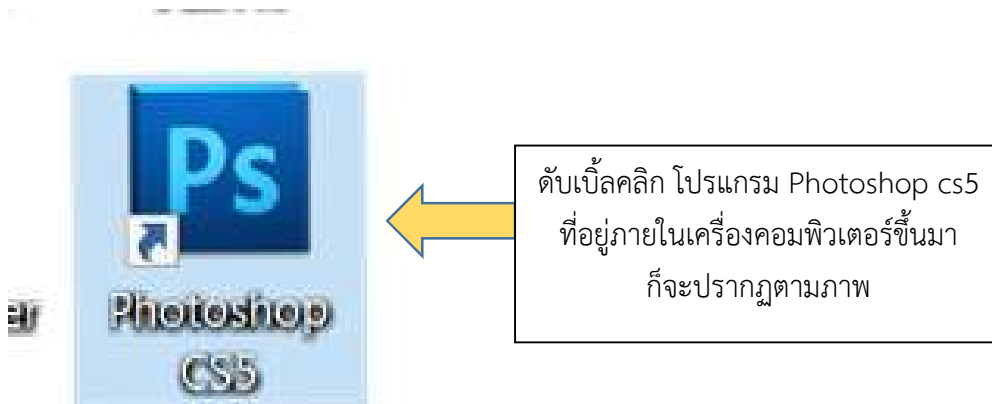 Ps
Photoshop
CS5
ดับเบิ้ลคลิก โปรแกรม Photoshop cs5
ที่อยู่ภายในเครื่องคอมพิวเตอร์ขึ้นมา
ก็จะปรากฏตามภาพ